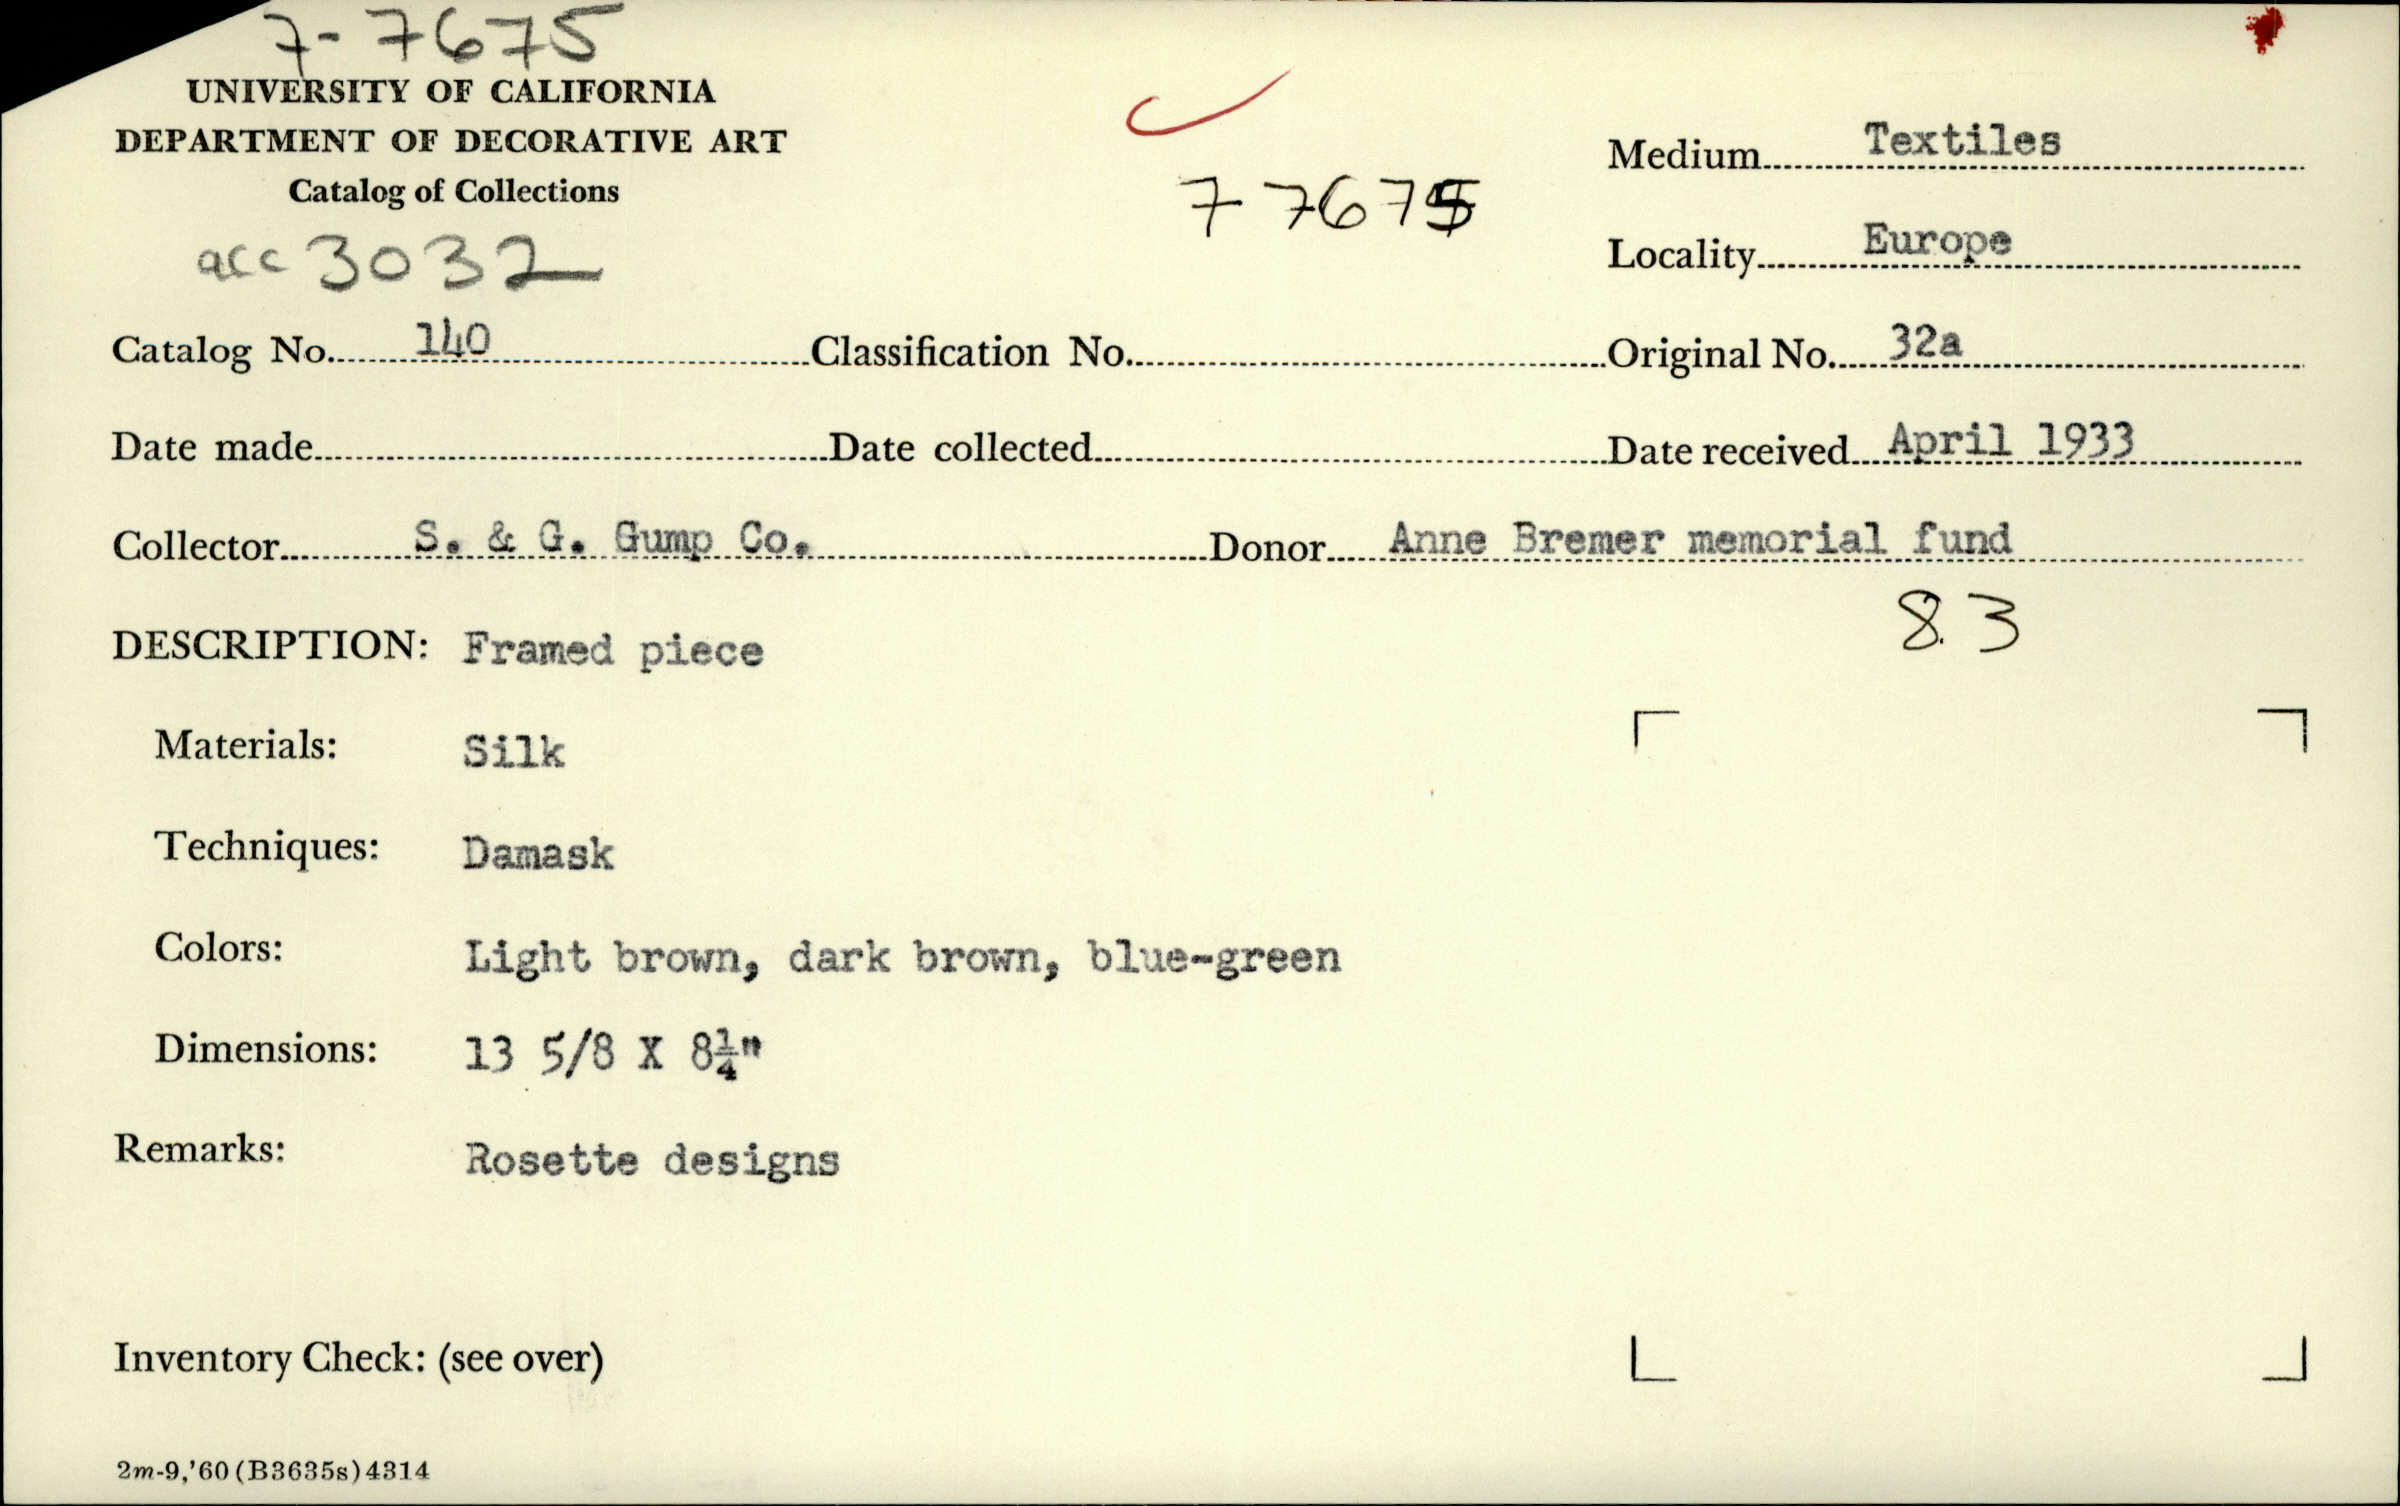 7-7675
UNIVERSITY OF CALIFORNIA
DEPARTMENT OF DECORATIVE ART
Catalog of Collections
acc 3032
7 7675
Medium Textiles
Locality Europe
Catalog No. 140 Classification No. Original No. 32a
Date made Date collected Date received April 1933
Collector S. & G. Gump Co. Donor Anne Bremer memorial fund
83
DESCRIPTION: Framed piece
Materials: Silk
Techniques: Damask
Colors: Light brown, dark brown, blue-green
Dimensions: 13 5/8 X 8¼"
Remarks: Rosette designs
Inventory Check: (see over)
2m-9,'60(B3635s)4314